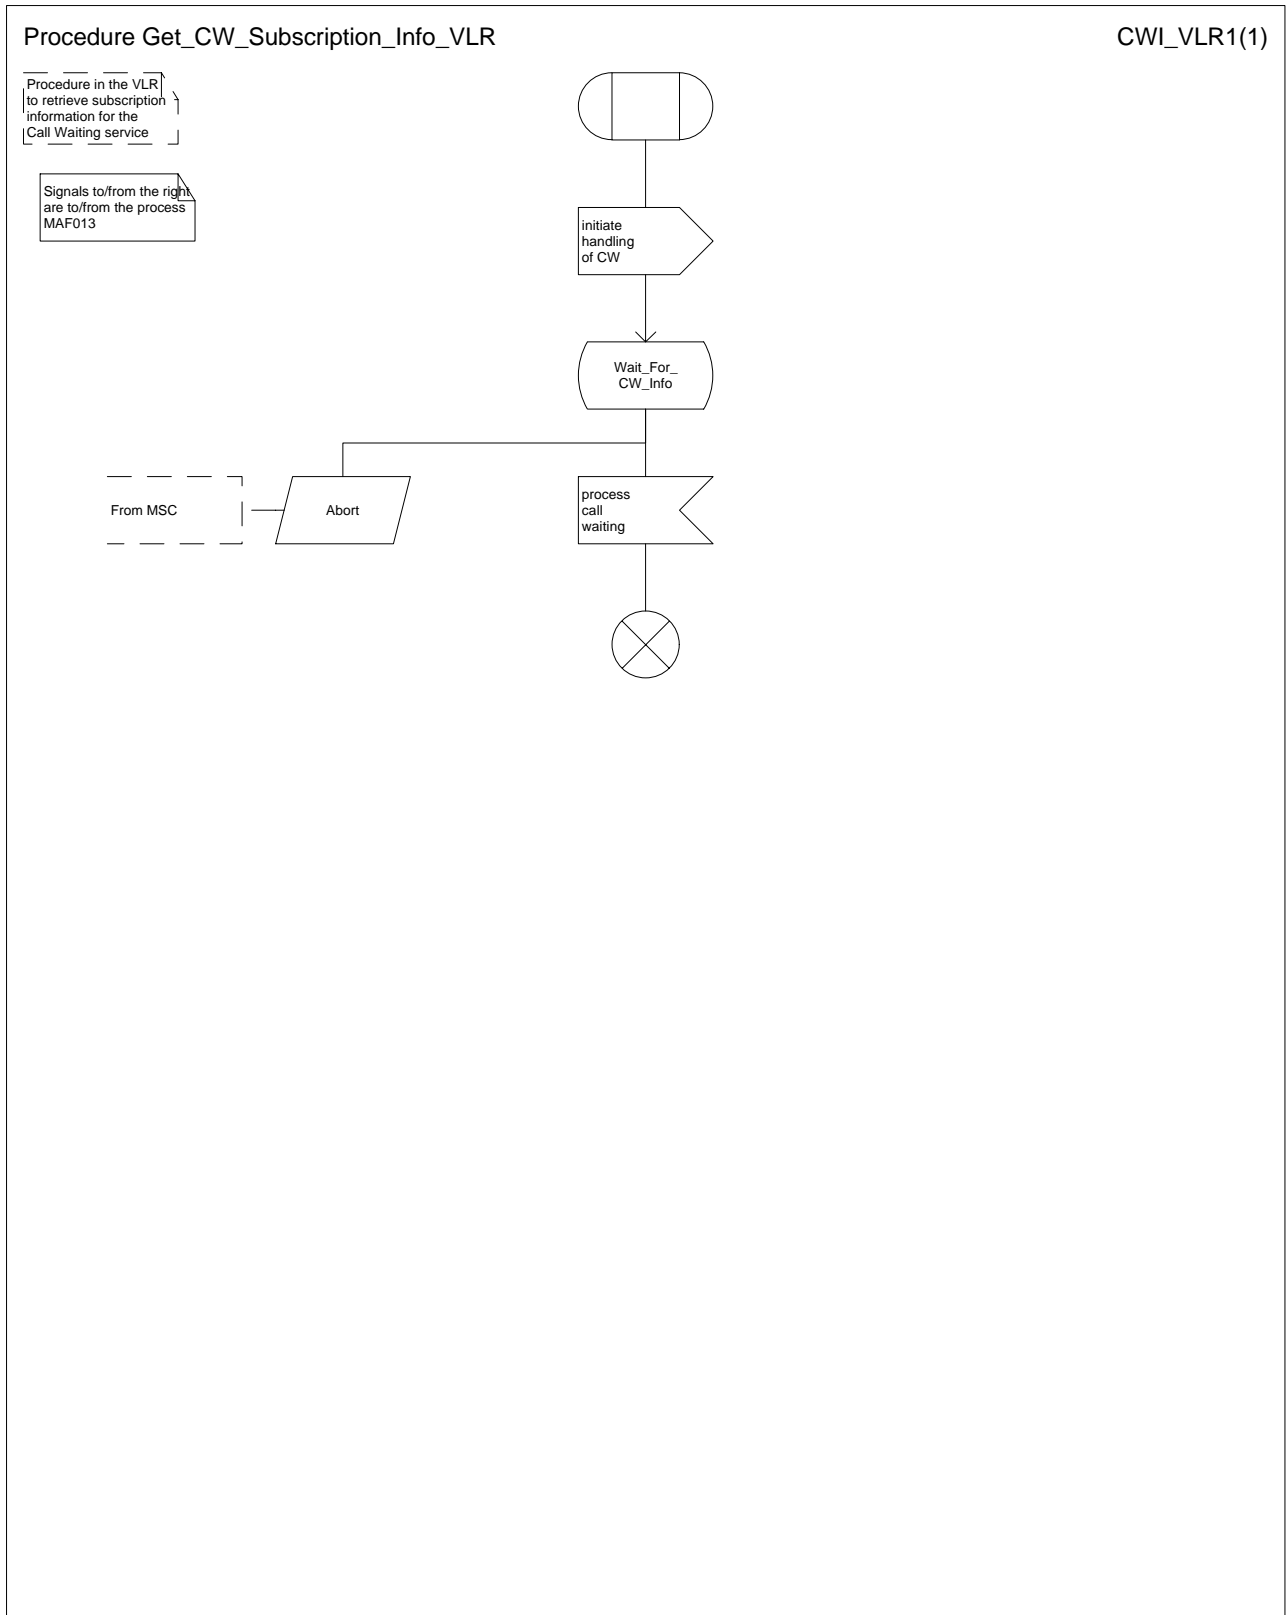 Procedure Get_CW_Subscription_Info_VLR
CWI_VLR1(1)
Procedure in the VLR
to retrieve subscription
information for the
Call Waiting service
Signals to/from the right
are to/from the process
MAF013
initiate
handling
of CW
Wait_For_
CW_Info
From MSC
Abort
process
call
waiting